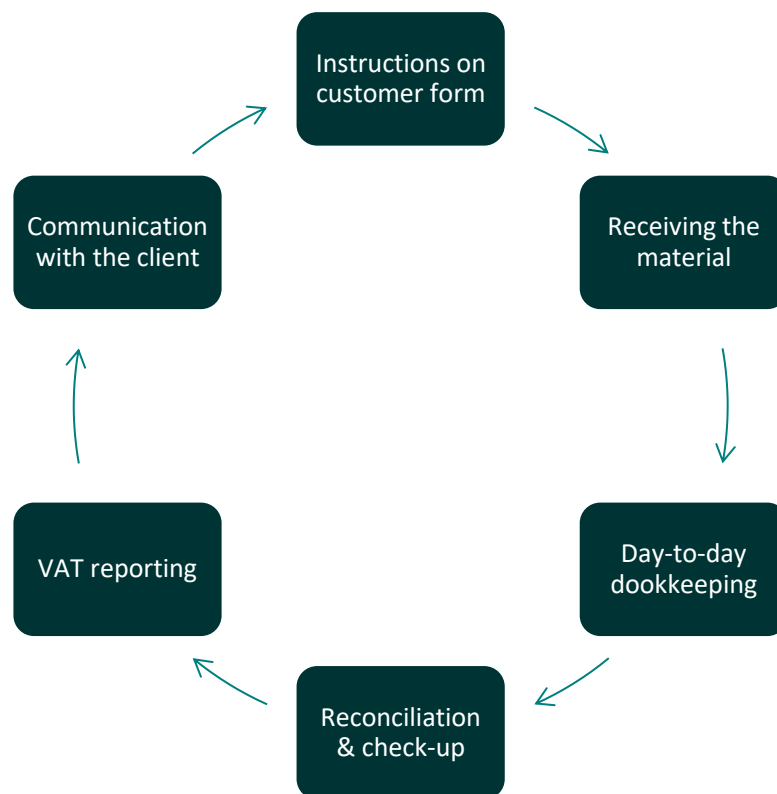 Instructions on
customer form
Receiving the
material
Day-to-day
dookkeeping
Reconciliation
& check-up
VAT reporting
Communication
with the client